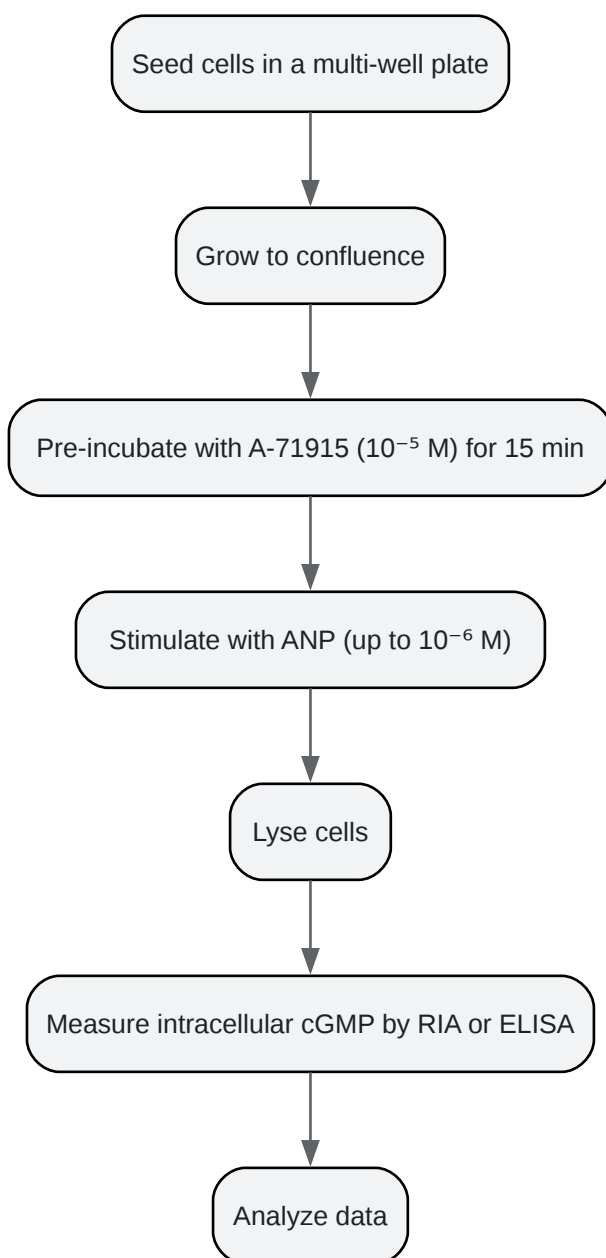 Seed cells in a multi-well plate
Grow to confluence
Pre-incubate with A-71915 (10⁻⁵ M) for 15 min
Stimulate with ANP (up to 10⁻⁶ M)
Lyse cells
Measure intracellular cGMP by RIA or ELISA
Analyze data